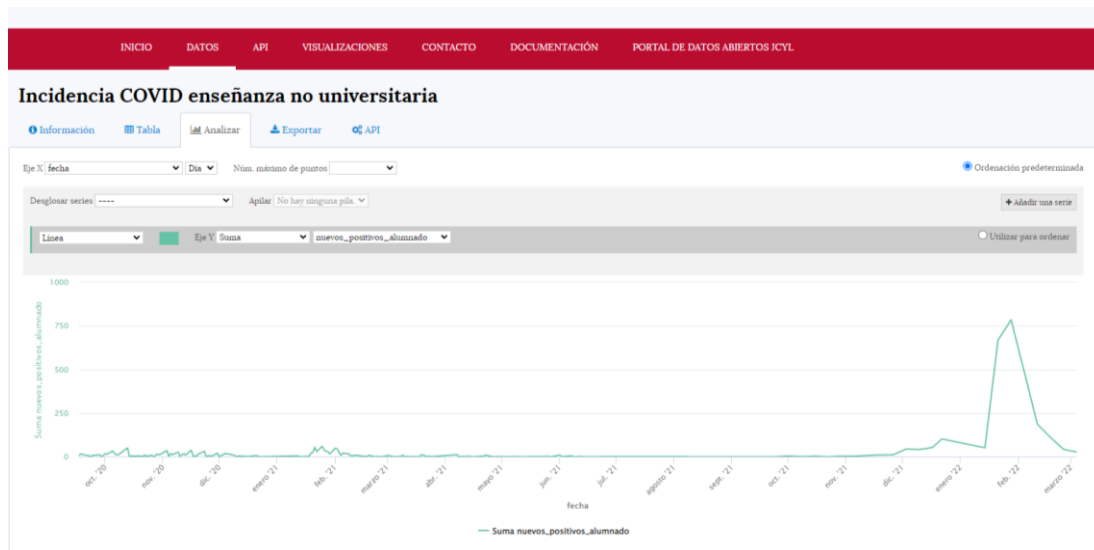 INICIO DATOS API VISUALIZACIONES CONTACTO DOCUMENTACIÓN PORTAL DE DATOS ABIERTOS JCYL
Incidencia COVID enseñanza no universitaria
Información Tabla Analizar Exportar API
Eje X fecha Día Núm. máximo de puntos Ordenación predeterminada
Desglosar series ---- Apilar No hay ninguna pila. + Añadir una serie
Línea Eje Y Suma nuevos_positivos_alumnado Utilizar para ordenar
1000
750
500
250
0
Suma nuevos_positivos_alumnado
oct. '20 nov. '20 dic. '20 enero '21 feb. '21 marzo '21 abr. '21 mayo '21 jun. '21 jul. '21 agosto '21 sept. '21 oct. '21 nov. '21 dic. '21 enero '22 feb. '22 marzo '22
fecha
Suma nuevos_positivos_alumnado